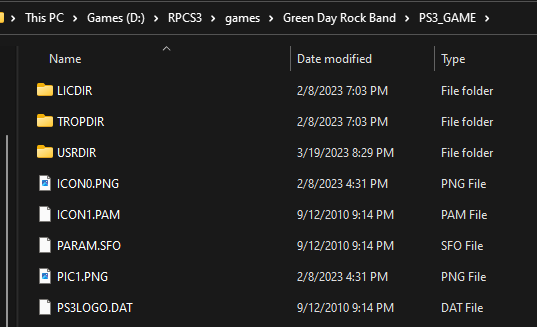 This PC > Games (D:) > RPCS3 > games > Green Day Rock Band > PS3_GAME >
Name Date modified Type
LICDIR 2/8/2023 7:03 PM File folder
TROPDIR 2/8/2023 7:03 PM File folder
USRDIR 3/19/2023 8:29 PM File folder
ICON0.PNG 2/8/2023 4:31 PM PNG File
ICON1.PAM 9/12/2010 9:14 PM PAM File
PARAM.SFO 9/12/2010 9:14 PM SFO File
PIC1.PNG 2/8/2023 4:31 PM PNG File
PS3LOGO.DAT 9/12/2010 9:14 PM DAT File